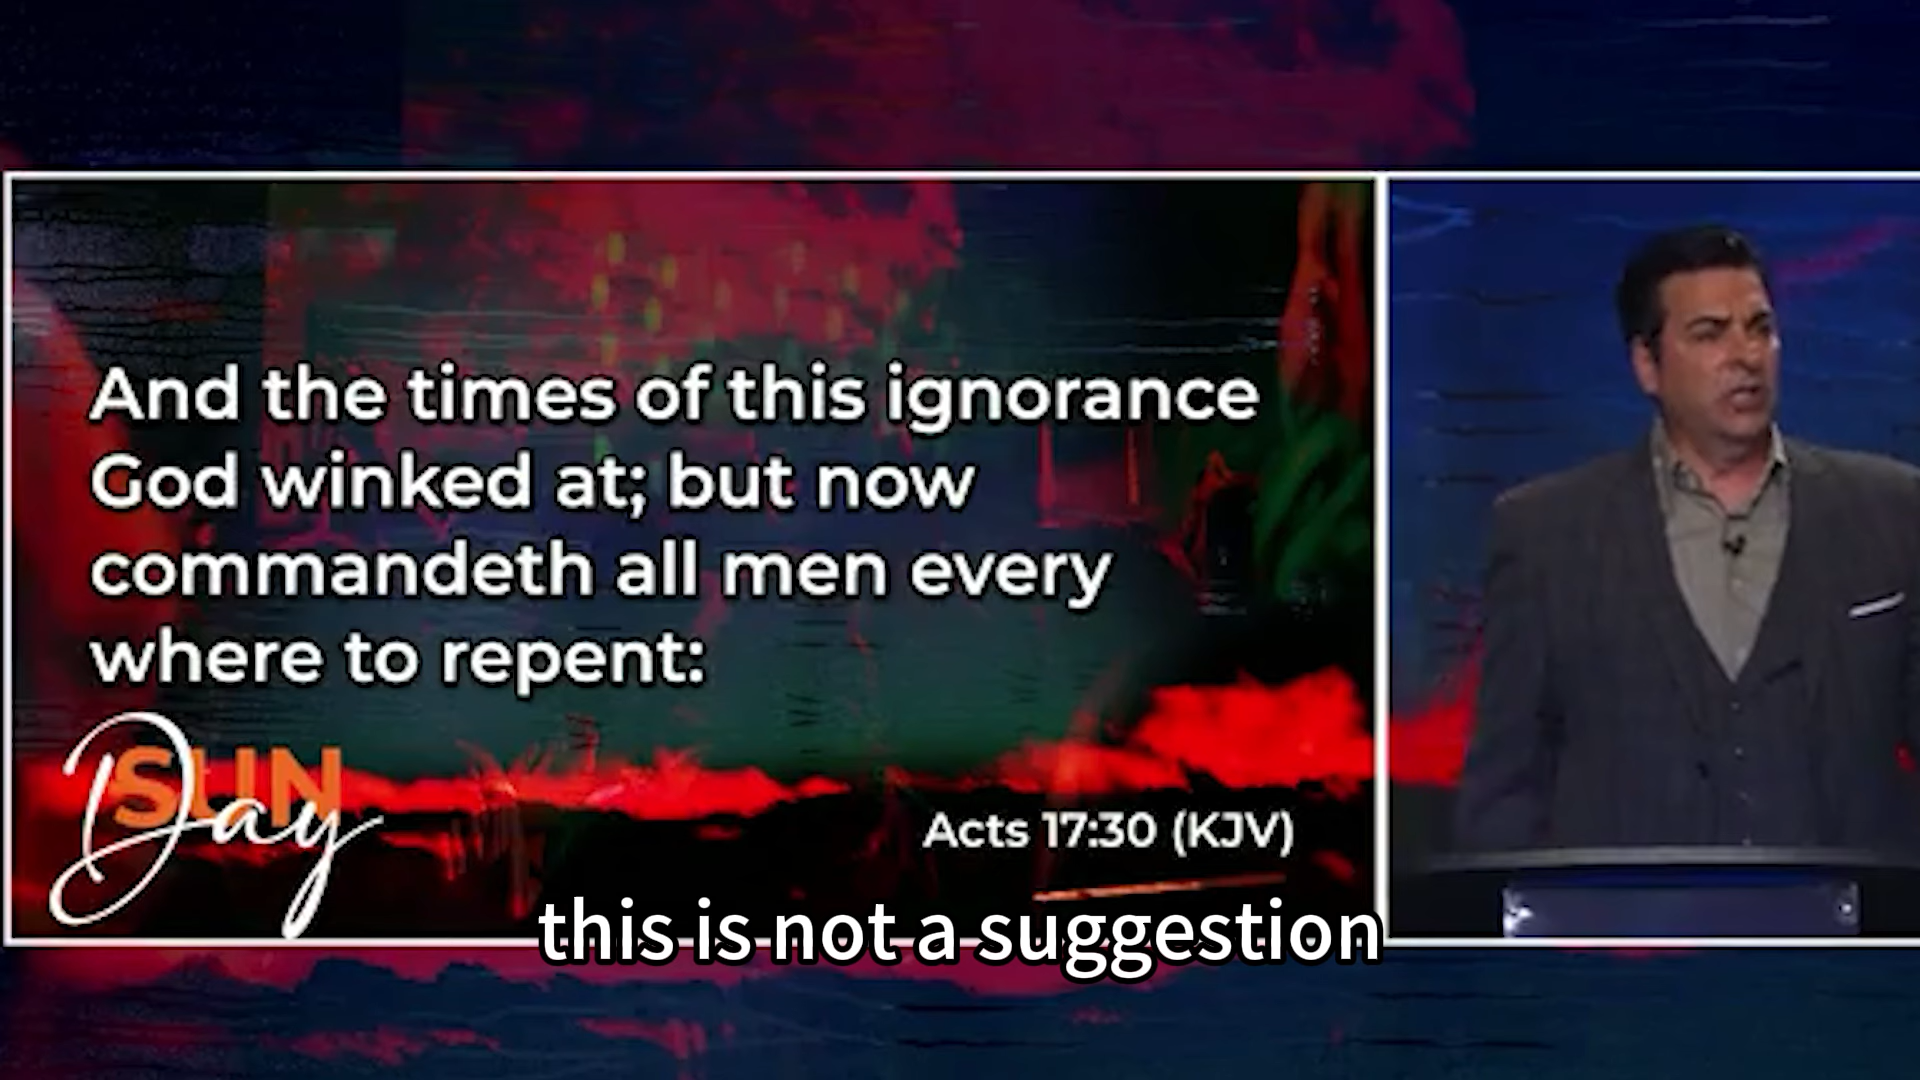 And the times of this ignorance
God winked at; but now
commandeth all men every
where to repent:
SUN
Day
Acts 17:30 (KJV)
this is not a suggestion